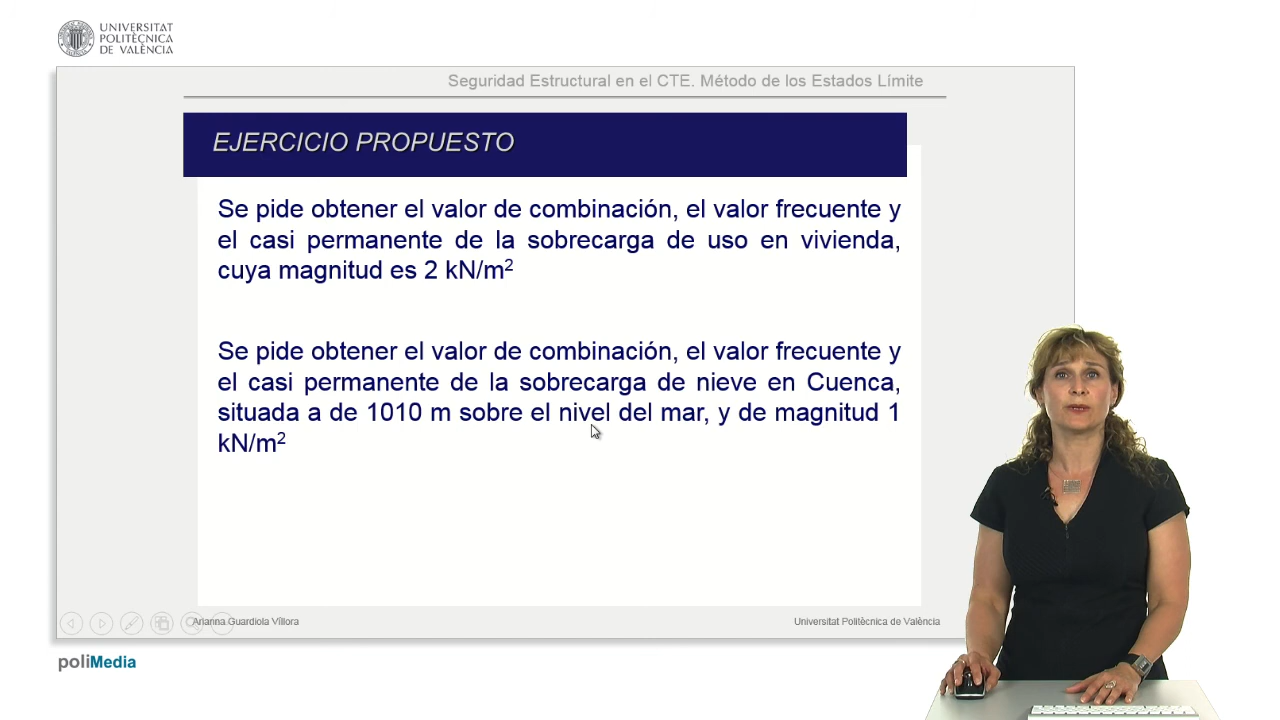 UNIVERSITAT
POLITÈCNICA
DE VALÈNCIA
Seguridad Estructural en el CTE. Método de los Estados Límite
EJERCICIO PROPUESTO
Se pide obtener el valor de combinación, el valor frecuente y
el casi permanente de la sobrecarga de uso en vivienda,
cuya magnitud es 2 kN/m²
Se pide obtener el valor de combinación, el valor frecuente y
el casi permanente de la sobrecarga de nieve en Cuenca,
situada a de 1010 m sobre el nivel del mar, y de magnitud 1
kN/m²
Arianna Guardiola Víllora
Universitat Politècnica de València
poliMedia